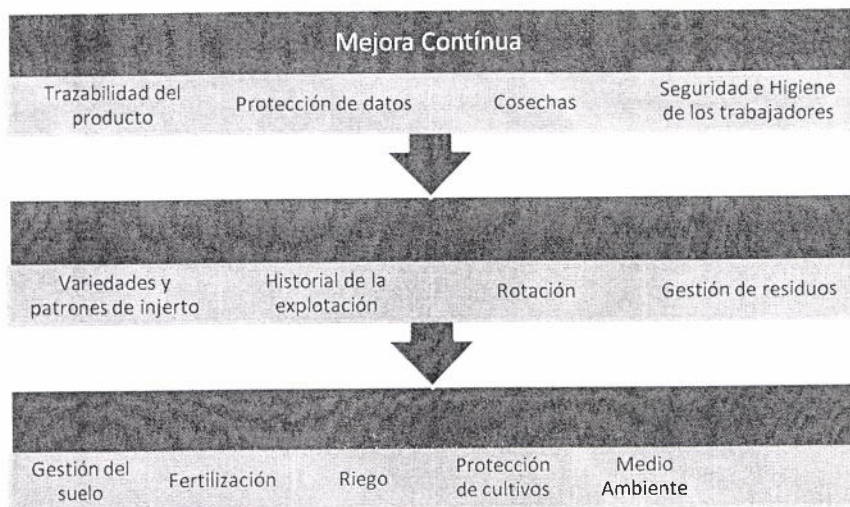 Mejora Contínua
Trazabilidad del
producto
Protección de datos
Cosechas
Seguridad e Higiene
de los trabajadores
Variedades y
patrones de injerto
Historial de la
explotación
Rotación
Gestión de residuos
Gestión del
suelo
Fertilización
Riego
Protección
de cultivos
Medio
Ambiente